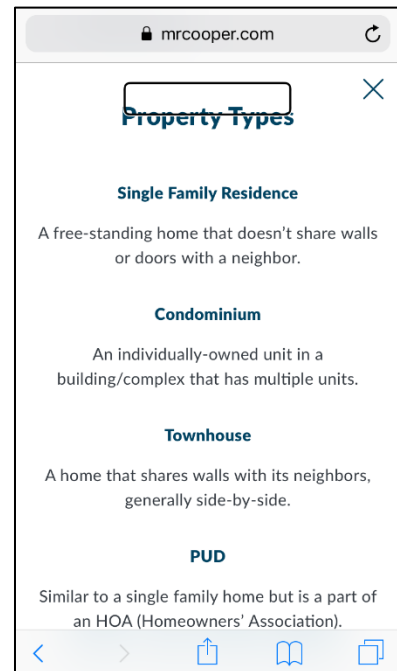 mrcooper.com
Property Types
Single Family Residence
A free-standing home that doesn’t share walls
or doors with a neighbor.
Condominium
An individually-owned unit in a
building/complex that has multiple units.
Townhouse
A home that shares walls with its neighbors,
generally side-by-side.
PUD
Similar to a single family home but is a part of
an HOA (Homeowners’ Association).